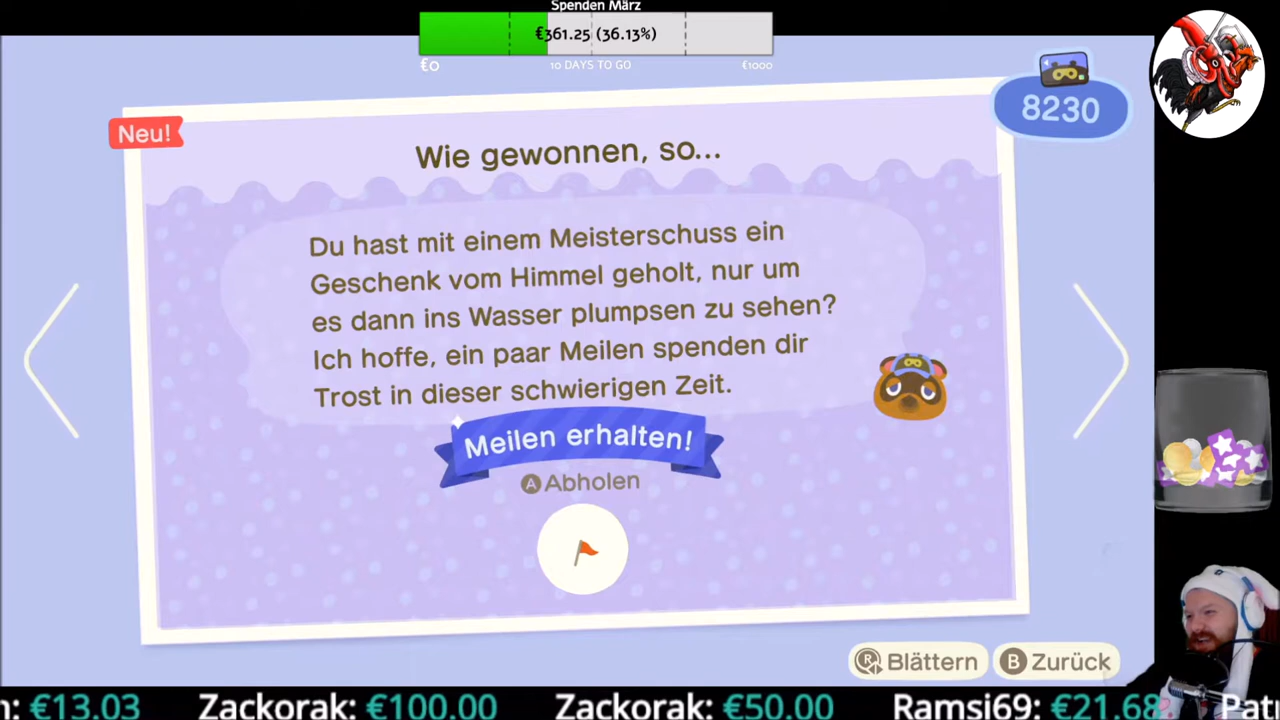 Spenden März
€361.25 (36.13%)
€0
10 DAYS TO GO
€1000
8230
Neu!
Wie gewonnen, so...
Du hast mit einem Meisterschuss ein
Geschenk vom Himmel geholt, nur um
es dann ins Wasser plumpsen zu sehen?
Ich hoffe, ein paar Meilen spenden dir
Trost in dieser schwierigen Zeit.
Meilen erhalten!
A Abholen
R Blättern
B Zurück
n: €13.03 Zackorak: €100.00 Zackorak: €50.00 Ramsi69: €21.68 Pat